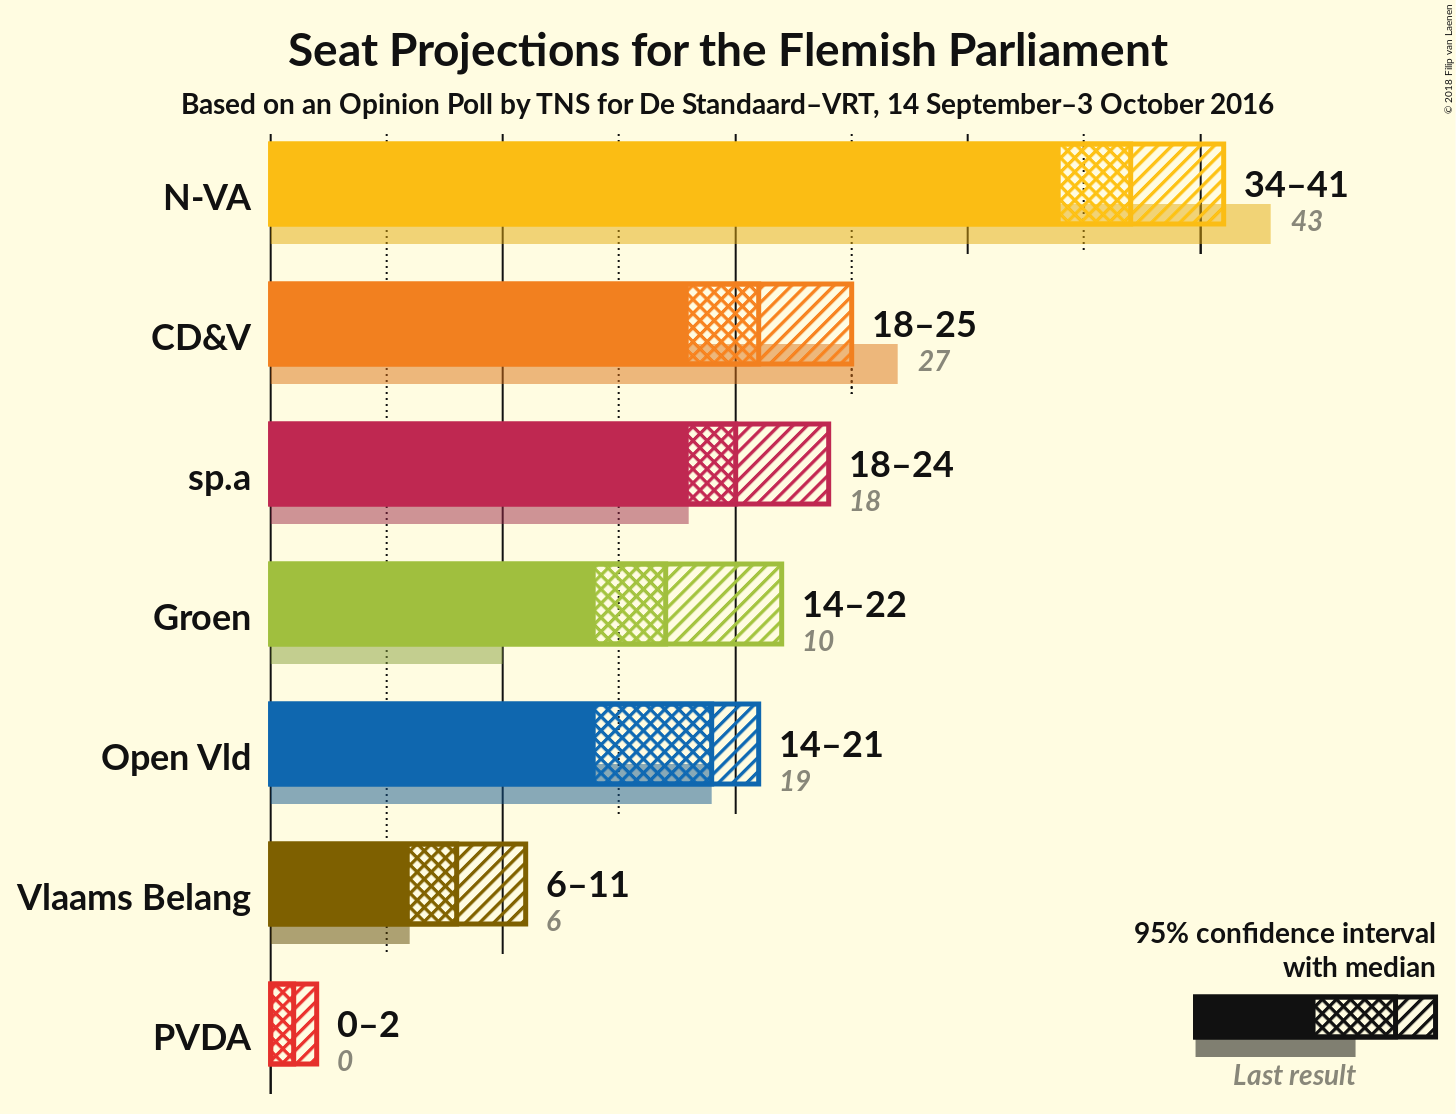 Seat Projections for the Flemish Parliament
Based on an Opinion Poll by TNS for De Standaard–VRT, 14 September–3 October 2016
© 2018 Filip van Laenen
N-VA
34–41
43
CD&V
18–25
27
sp.a
18–24
18
Groen
14–22
10
Open Vld
14–21
19
Vlaams Belang
6–11
6
PVDA
0–2
0
95% confidence interval
with median
Last result